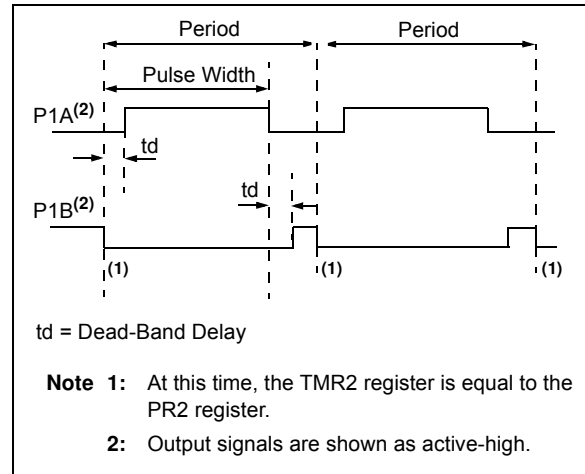 Period Period
Pulse Width
P1A(2)
td
td
P1B(2)
(1) (1) (1)
td = Dead-Band Delay
Note 1: At this time, the TMR2 register is equal to the
PR2 register.
2: Output signals are shown as active-high.